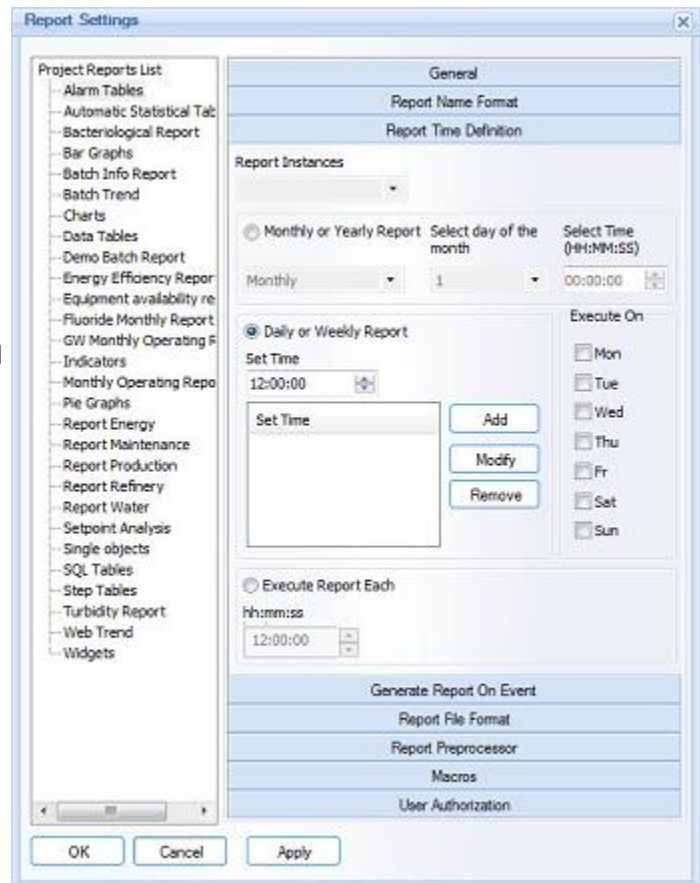 Report Settings
Project Reports List
Alarm Tables
Automatic Statistical Tab
Bacteriological Report
Bar Graphs
Batch Info Report
Batch Trend
Charts
Data Tables
Demo Batch Report
Energy Efficiency Repor
Equipment availability re
Fluoride Monthly Report
GW Monthly Operating R
Indicators
Monthly Operating Repo
Pie Graphs
Report Energy
Report Maintenance
Report Production
Report Refinery
Report Water
Setpoint Analysis
Single objects
SQL Tables
Step Tables
Turbidity Report
Web Trend
Widgets
General
Report Name Format
Report Time Definition
Report Instances
Monthly or Yearly Report
Select day of the
month
Select Time
(HH:MM:SS)
Monthly
1
00:00:00
Daily or Weekly Report
Set Time
12:00:00
Set Time
Add
Modify
Remove
Execute On
Mon
Tue
Wed
Thu
Fr
Sat
Sun
Execute Report Each
hh:mm:ss
12:00:00
Generate Report On Event
Report File Format
Report Preprocessor
Macros
User Authorization
OK
Cancel
Apply